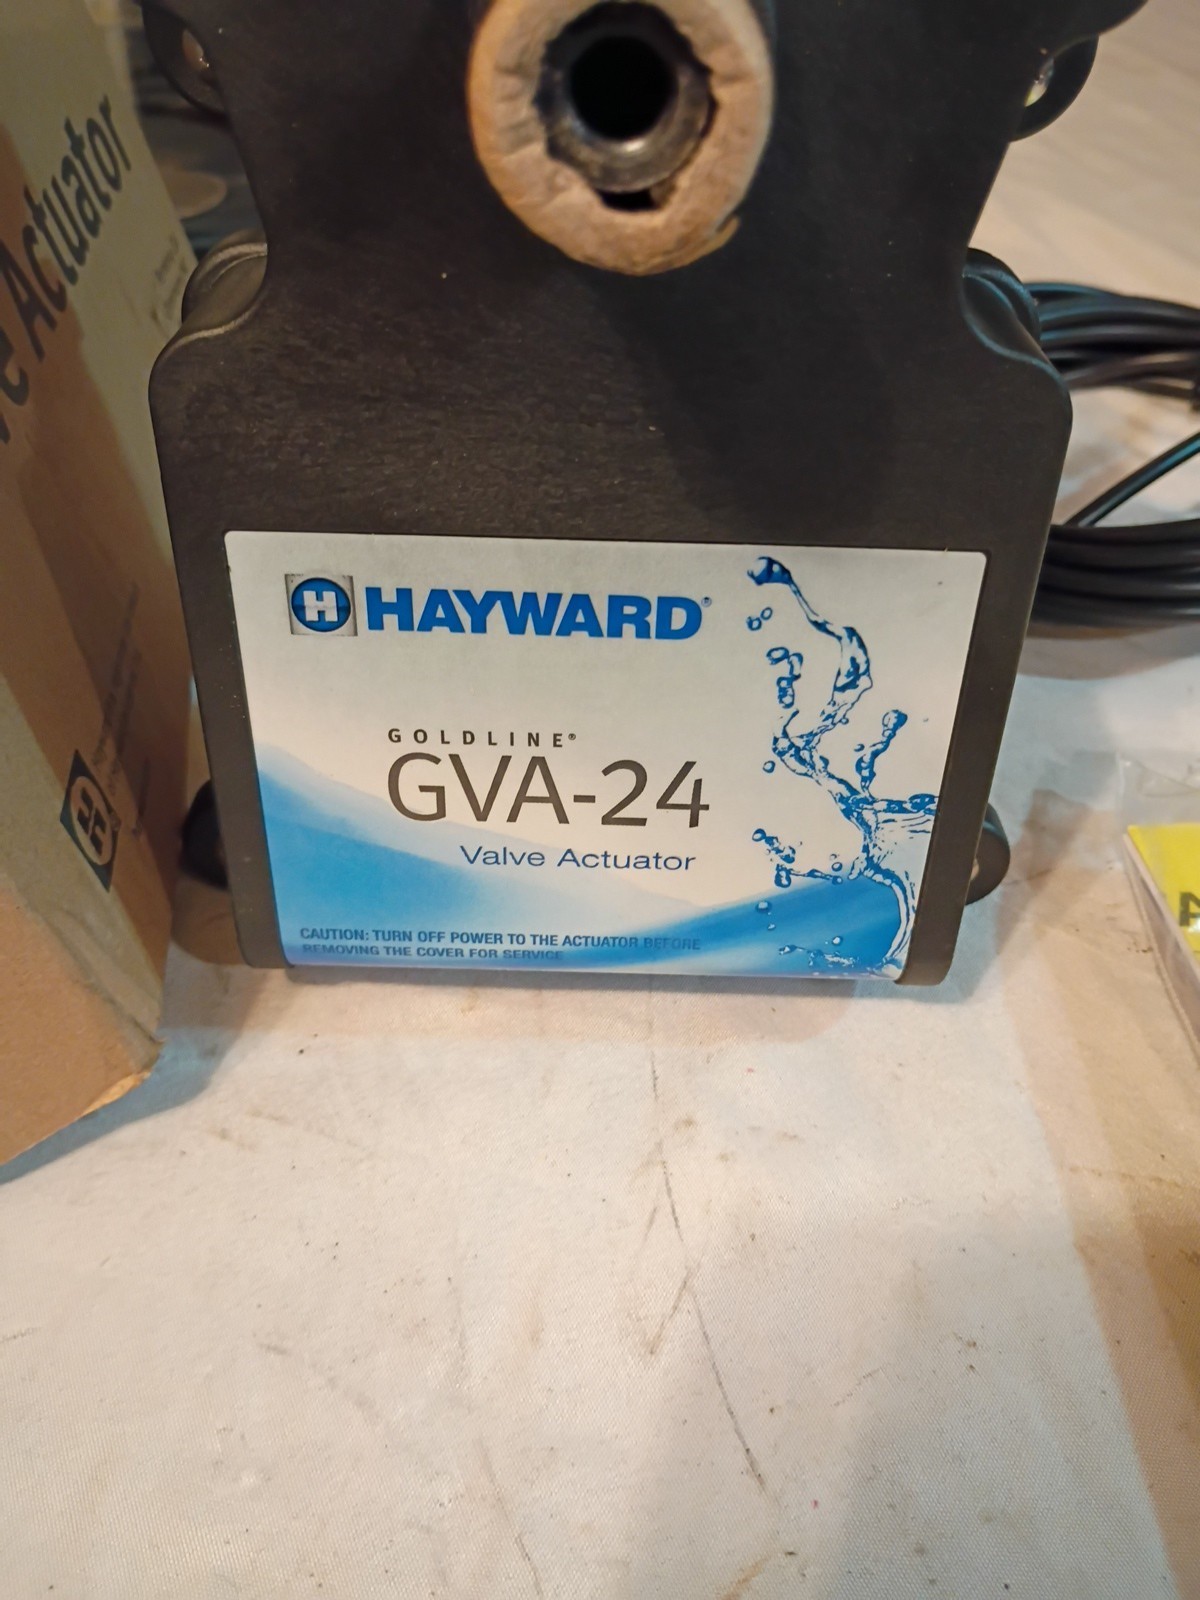 Actuator
H HAYWARD®
GOLDLINE®
GVA-24
Valve Actuator
CAUTION: TURN OFF POWER TO THE ACTUATOR BEFORE
REMOVING THE COVER FOR SERVICE
H